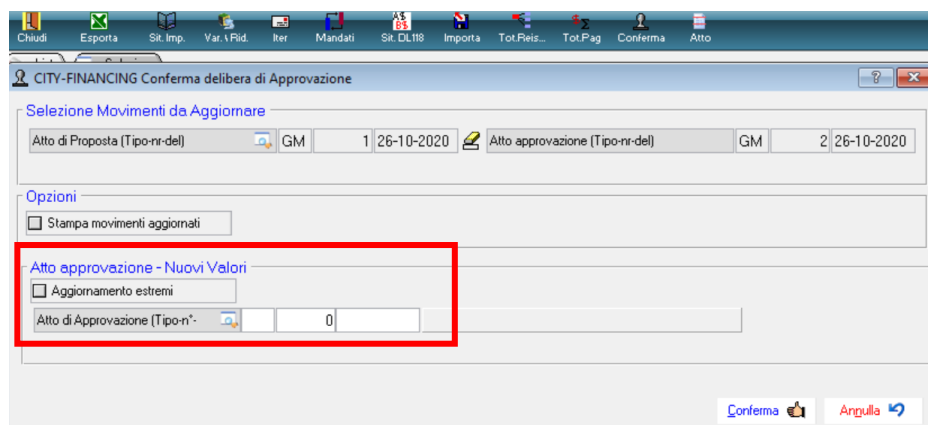 Chiudi Esporta Sit. Imp. Var. \ Rid. Iter Mandati Sit. DL118 Importa Tot.Reis... Tot.Pag Conferma Atto
CITY-FINANCING Conferma delibera di Approvazione
Selezione Movimenti da Aggiornare
Atto di Proposta (Tipo-nr-del) GM 1 26-10-2020 Atto approvazione (Tipo-nr-del) GM 2 26-10-2020
Opzioni
Stampa movimenti aggiornati
Atto approvazione - Nuovi Valori
Aggiornamento estremi
Atto di Approvazione (Tipo-n°- 0
Conferma Annulla